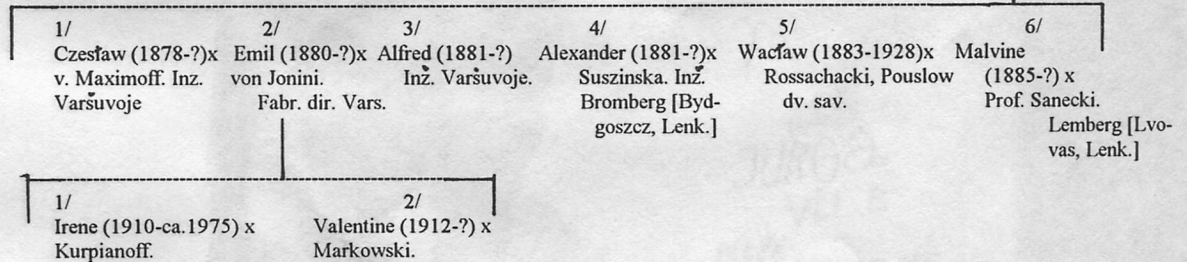 1/ 2/ 3/ 4/ 5/ 6/
Czesław (1878-?)x Emil (1880-?)x Alfred (1881-?) Alexander (1881-?)x Wacław (1883-1928)x Malvine
v. Maximoff. Inz. von Jonini. Inž. Varšuvoje. Suszinska. Inž. Rossachacki, Pouslow (1885-?) x
Varšuvoje Fabr. dir. Vars. Bromberg [Byd- dv. sav. Prof. Sanecki.
goszcz, Lenk.] Lemberg [Lvo-
vas, Lenk.]
1/ 2/
Irene (1910-ca.1975) x Valentine (1912-?) x
Kurpianoff. Markowski.